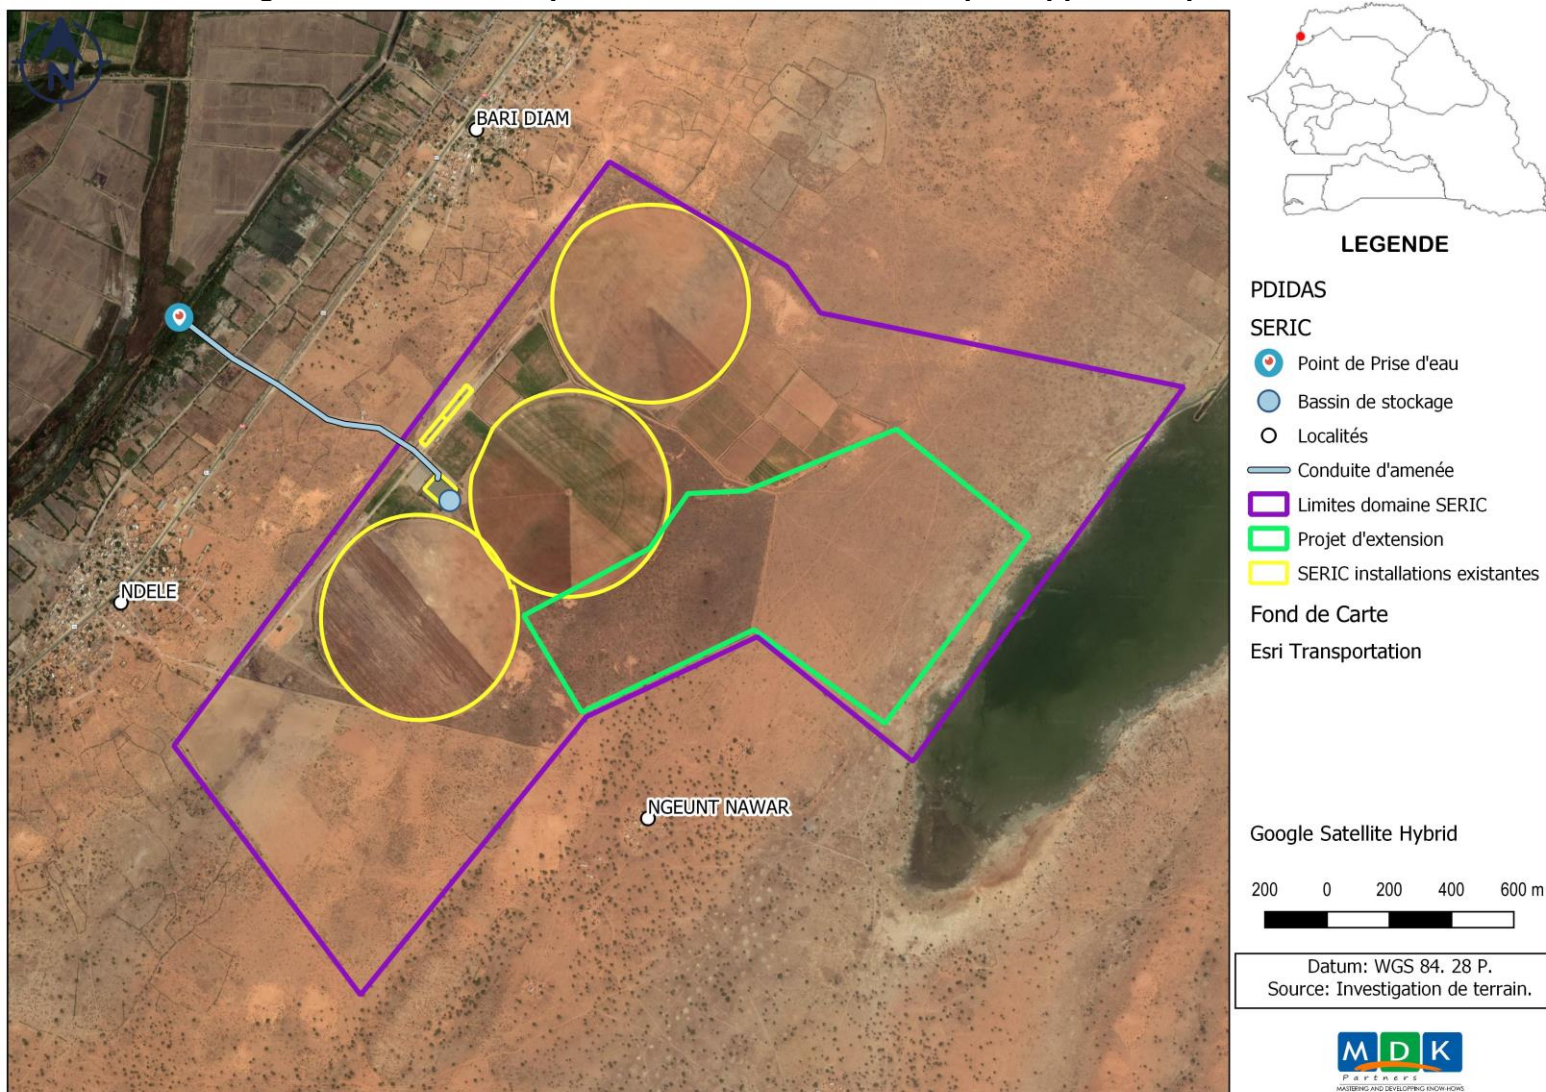 N
BARI DIAM
NDELE
NGEUNT NAWAR
LEGENDE
PDIDAS
SERIC
Point de Prise d'eau
Bassin de stockage
Localités
Conduite d'amenée
Limites domaine SERIC
Projet d'extension
SERIC installations existantes
Fond de Carte
Esri Transportation
Google Satellite Hybrid
200 0 200 400 600 m
Datum: WGS 84. 28 P.
Source: Investigation de terrain.
MDK
Partners
MASTERING AND DEVELOPPING KNOW-HOWS